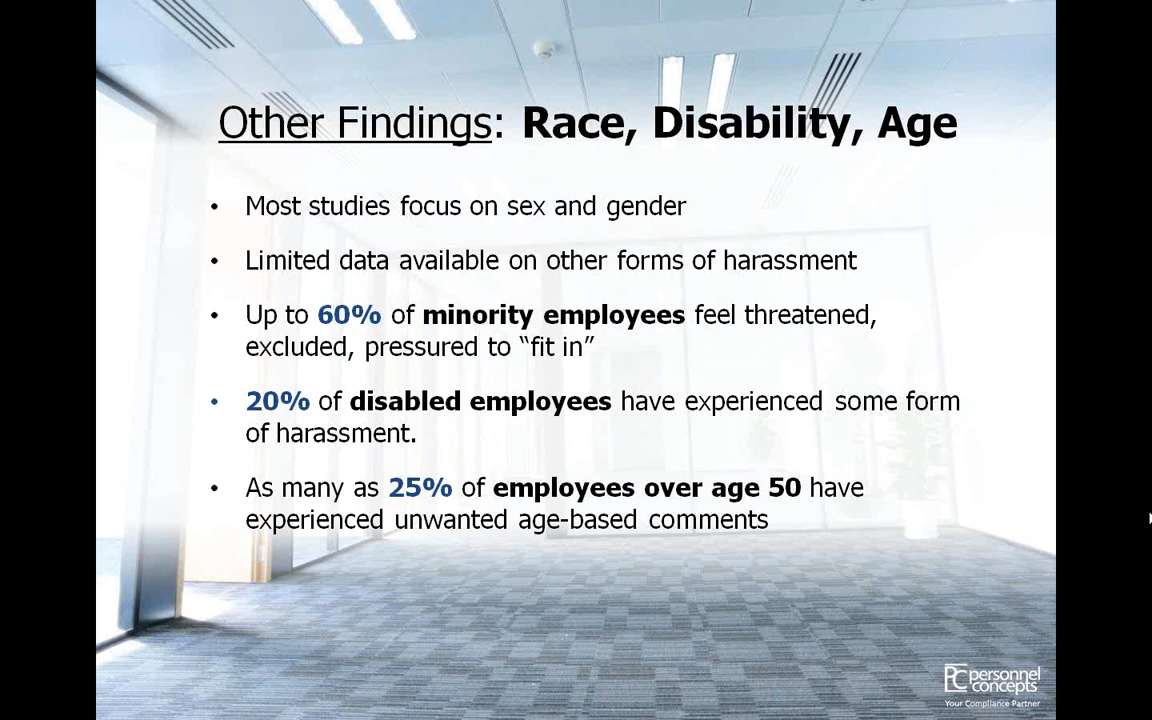 Other Findings: Race, Disability, Age
• Most studies focus on sex and gender
• Limited data available on other forms of harassment
• Up to 60% of minority employees feel threatened,
excluded, pressured to “fit in”
• 20% of disabled employees have experienced some form
of harassment.
• As many as 25% of employees over age 50 have
experienced unwanted age-based comments
PC personnel
concepts
Your Compliance Partner